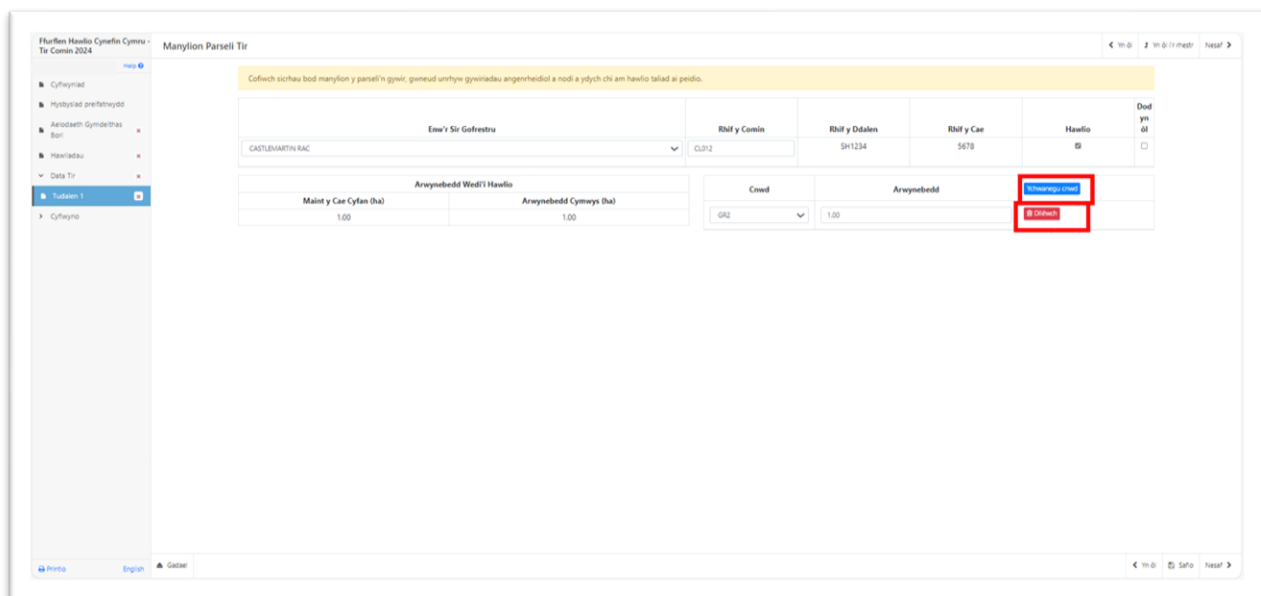 Ffurflen Hawlio Cynefin Cymru -
Tir Comin 2024
Manylion Parseli Tir
Yn ôl
Yn ôl i'r rhestr
Nesaf
Help
Cyflwyniad
Hysbysiad preifatrwydd
Aelodaeth Gymdeithas
Bori
Hawliadau
Data Tir
Tudalen 1
Cyflwyno
Cofiwch sicrhau bod manylion y parseli'n gywir, gwneud unrhyw gywiriadau angenrheidiol a nodi a ydych chi am hawlio taliad ai peidio.
Enw'r Sir Gofrestru
Rhif y Comin
Rhif y Ddalen
Rhif y Cae
Hawlio
Dod
yn
ôl
CASTLEMARTIN RAC
CL012
SH1234
5678
Arwynebedd Wedi'i Hawlio
Maint y Cae Cyfan (ha)
Arwynebedd Cymwys (ha)
1.00
1.00
Cnwd
Arwynebedd
Ychwanegu cnwd
GR2
1.00
Dilëwch
Printio
English
Gadael
Yn ôl
Safio
Nesaf